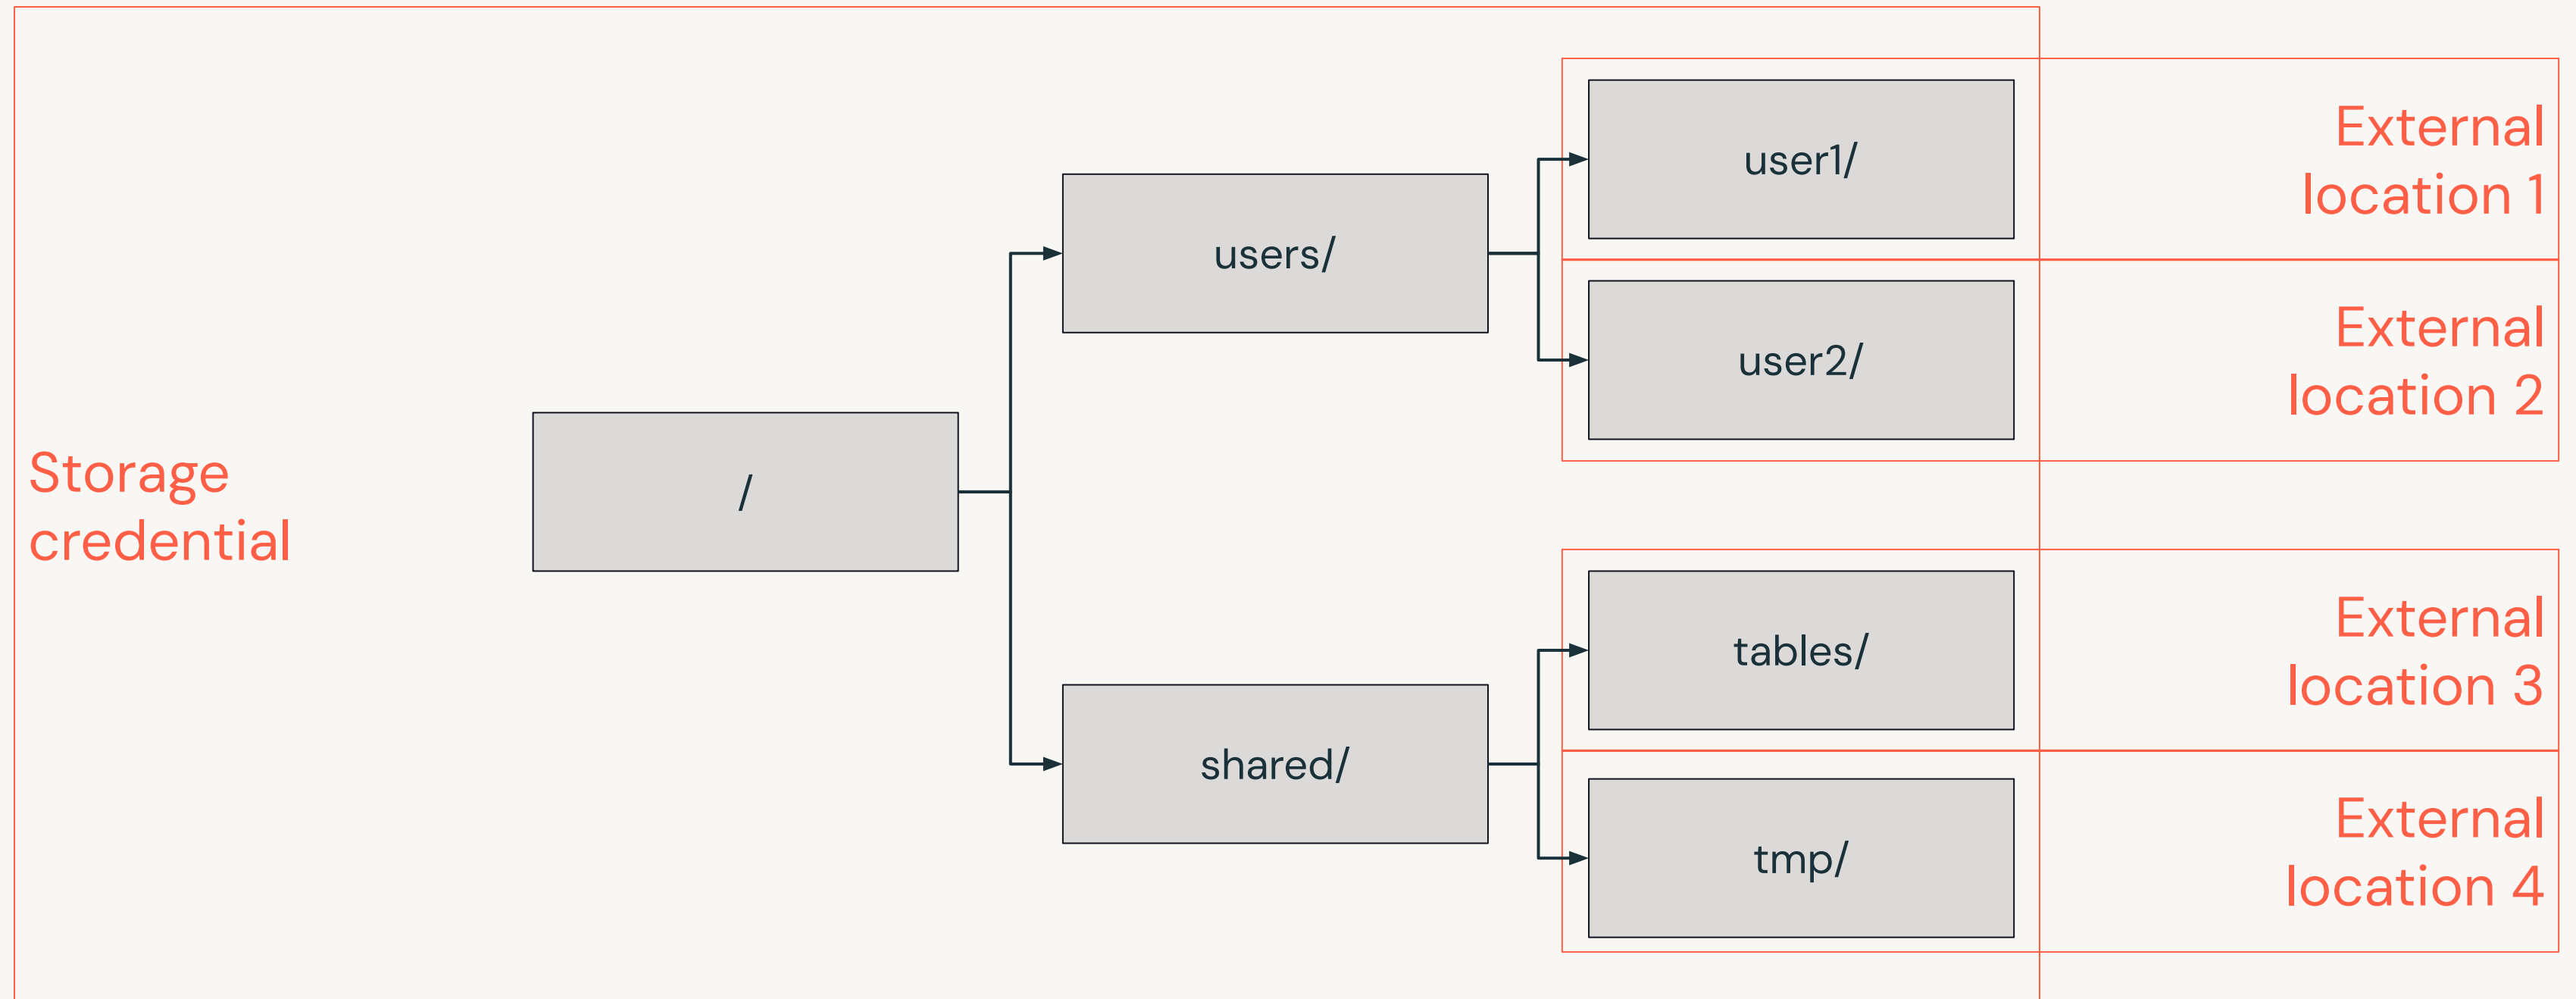 Storage
credential
/
users/
shared/
user1/
user2/
tables/
tmp/
External
location 1
External
location 2
External
location 3
External
location 4